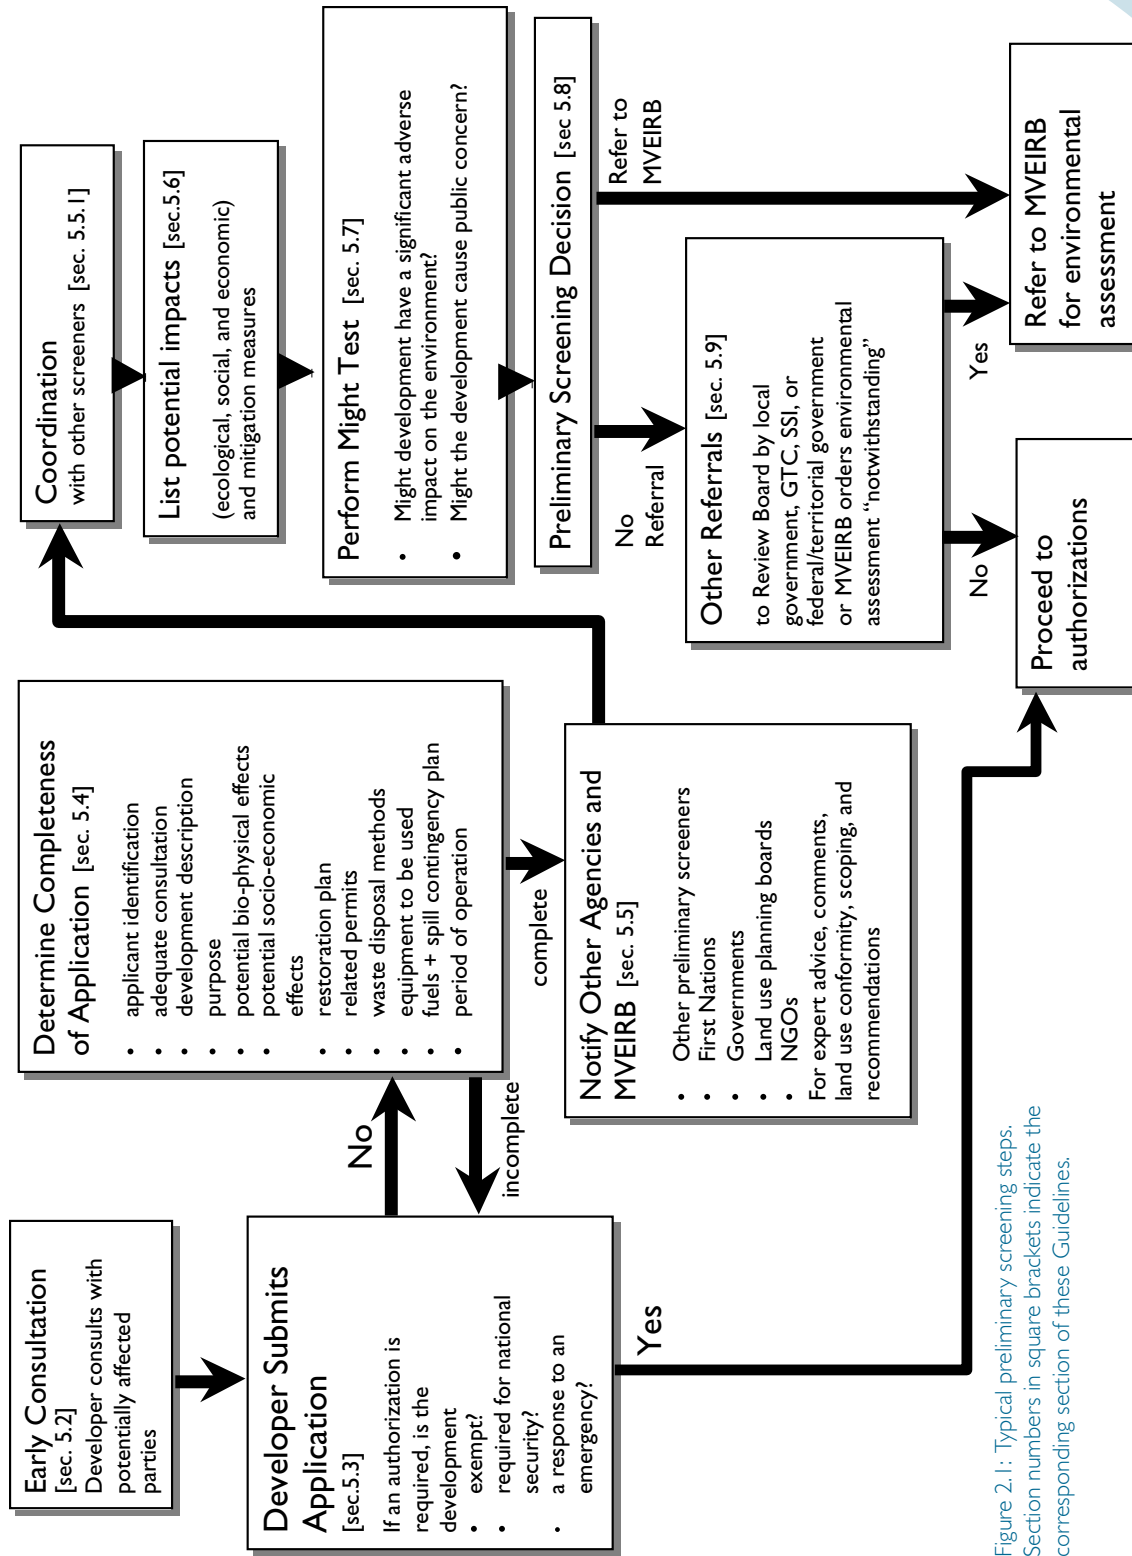 Early Consultation
[sec. 5.2]
Developer consults with
potentially affected
parties
Developer Submits
Application
[sec.5.3]
If an authorization is
required, is the
development
• exempt?
• required for national
security?
• a response to an
emergency?
No
incomplete
Yes
Determine Completeness
of Application [sec. 5.4]
• applicant identification
• adequate consultation
• development description
• purpose
• potential bio-physical effects
• potential socio-economic
effects
• restoration plan
• related permits
• waste disposal methods
• equipment to be used
• fuels + spill contingency plan
• period of operation
complete
Notify Other Agencies and
MVEIRB [sec. 5.5]
• Other preliminary screeners
• First Nations
• Governments
• Land use planning boards
• NGOs
For expert advice, comments,
land use conformity, scoping, and
recommendations
Coordination
with other screeners [sec. 5.5.1]
List potential impacts [sec.5.6]
(ecological, social, and economic)
and mitigation measures
Perform Might Test [sec. 5.7]
• Might development have a significant adverse
impact on the environment?
• Might the development cause public concern?
Preliminary Screening Decision [sec 5.8]
No
Referral
Refer to
MVEIRB
Other Referrals [sec. 5.9]
to Review Board by local
government, GTC, SSI, or
federal/territorial government
or MVEIRB orders environmental
assessment “notwithstanding”
No
Yes
Proceed to
authorizations
Refer to MVEIRB
for environmental
assessment
Figure 2.1: Typical preliminary screening steps.
Section numbers in square brackets indicate the
corresponding section of these Guidelines.